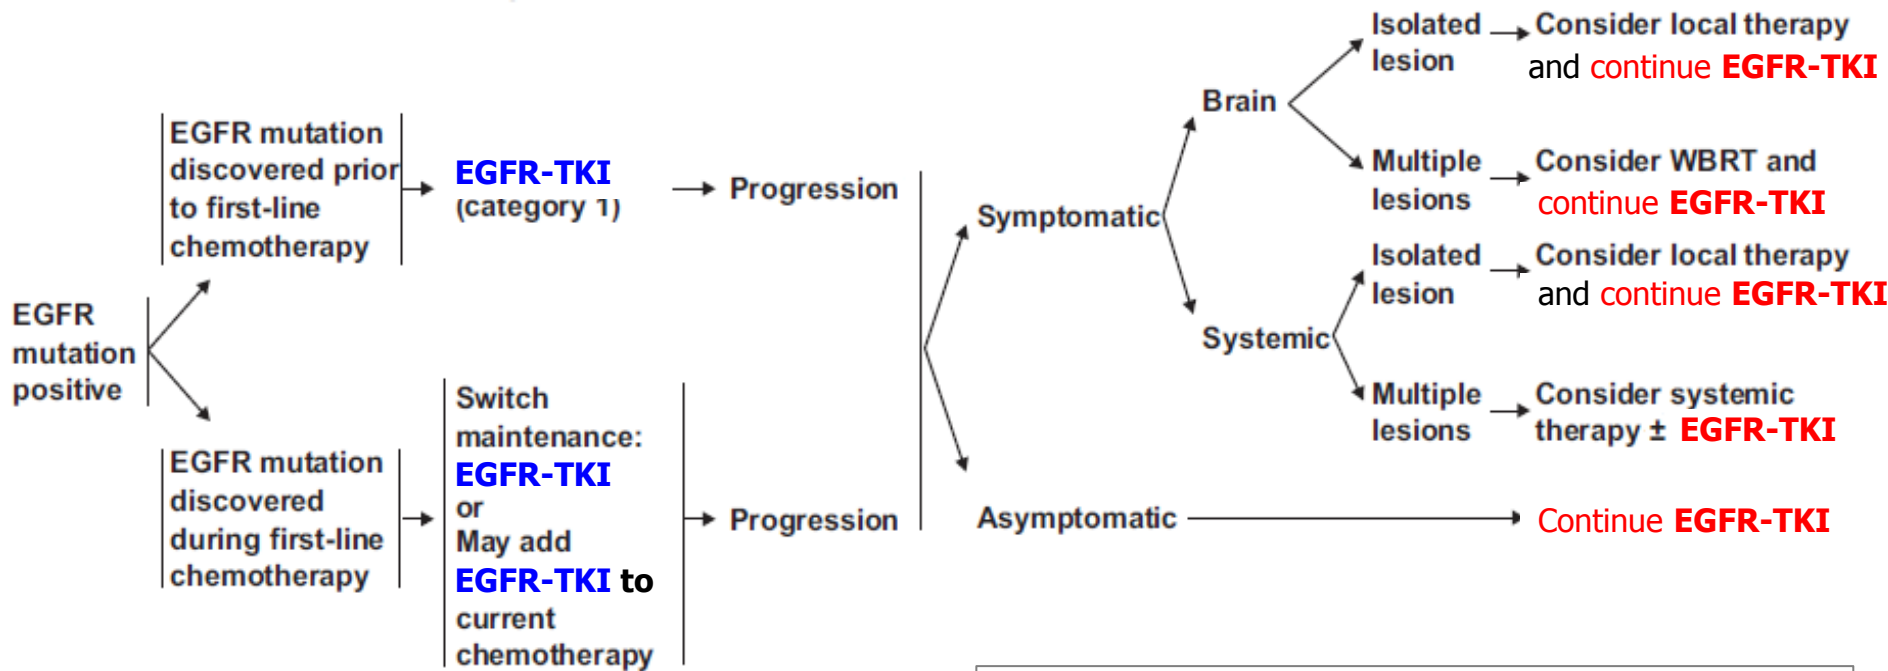 EGFR
mutation
positive
EGFR mutation
discovered prior
to first-line
chemotherapy
EGFR-TKI
(category 1)
Progression
EGFR mutation
discovered
during first-line
chemotherapy
Switch
maintenance:
EGFR-TKI
or
May add
EGFR-TKI to
current
chemotherapy
Progression
Symptomatic
Brain
Isolated
lesion
Consider local therapy
and continue EGFR-TKI
Multiple
lesions
Consider WBRT and
continue EGFR-TKI
Systemic
Isolated
lesion
Consider local therapy
and continue EGFR-TKI
Multiple
lesions
Consider systemic
therapy ± EGFR-TKI
Asymptomatic
Continue EGFR-TKI